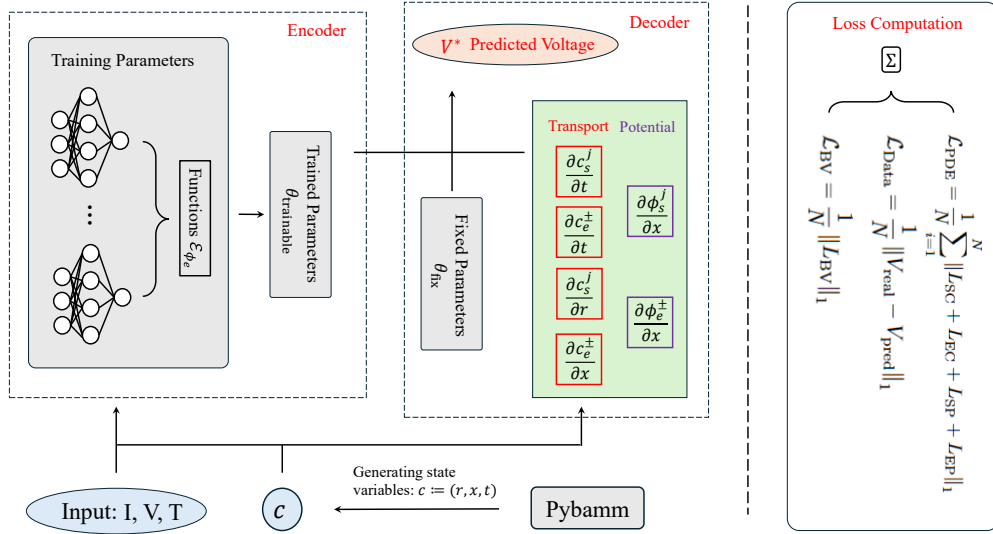 Encoder
Training Parameters
...
Functions ℰ_{ϕ_e}
Trained Parameters
θ_trainable
Decoder
V* Predicted Voltage
Fixed Parameters
θ_fix
Transport Potential
∂c_s^j/∂t
∂c_e^±/∂t
∂c_s^j/∂r
∂c_e^±/∂x
∂ϕ_s^j/∂x
∂ϕ_e^±/∂x
Input: I, V, T
c
Generating state
variables: c ≔ (r, x, t)
Pybamm
Loss Computation
Σ
ℒ_PDE = 1/N ∑_{i=1}^{N} ‖L_SC + L_EC + L_SP + L_EP‖_1
ℒ_Data = 1/N ‖V_real − V_pred‖_1
ℒ_BV = 1/N ‖L_BV‖_1